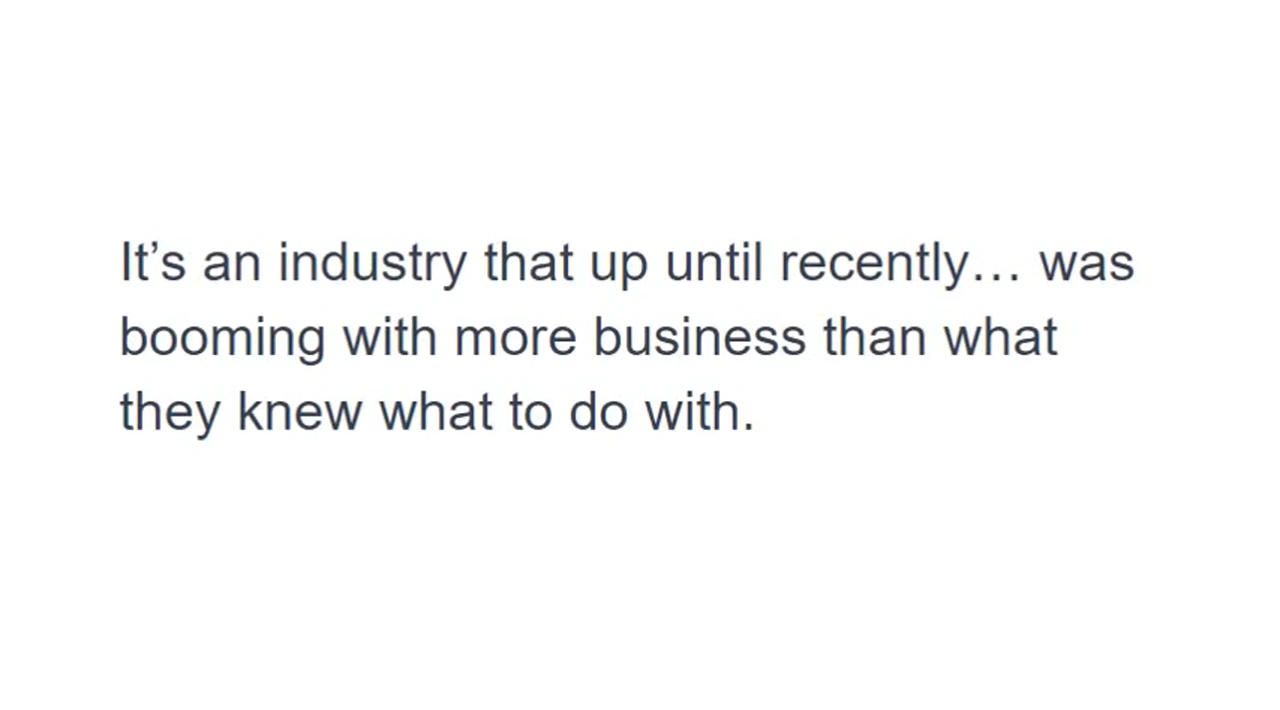 It’s an industry that up until recently… was
booming with more business than what
they knew what to do with.